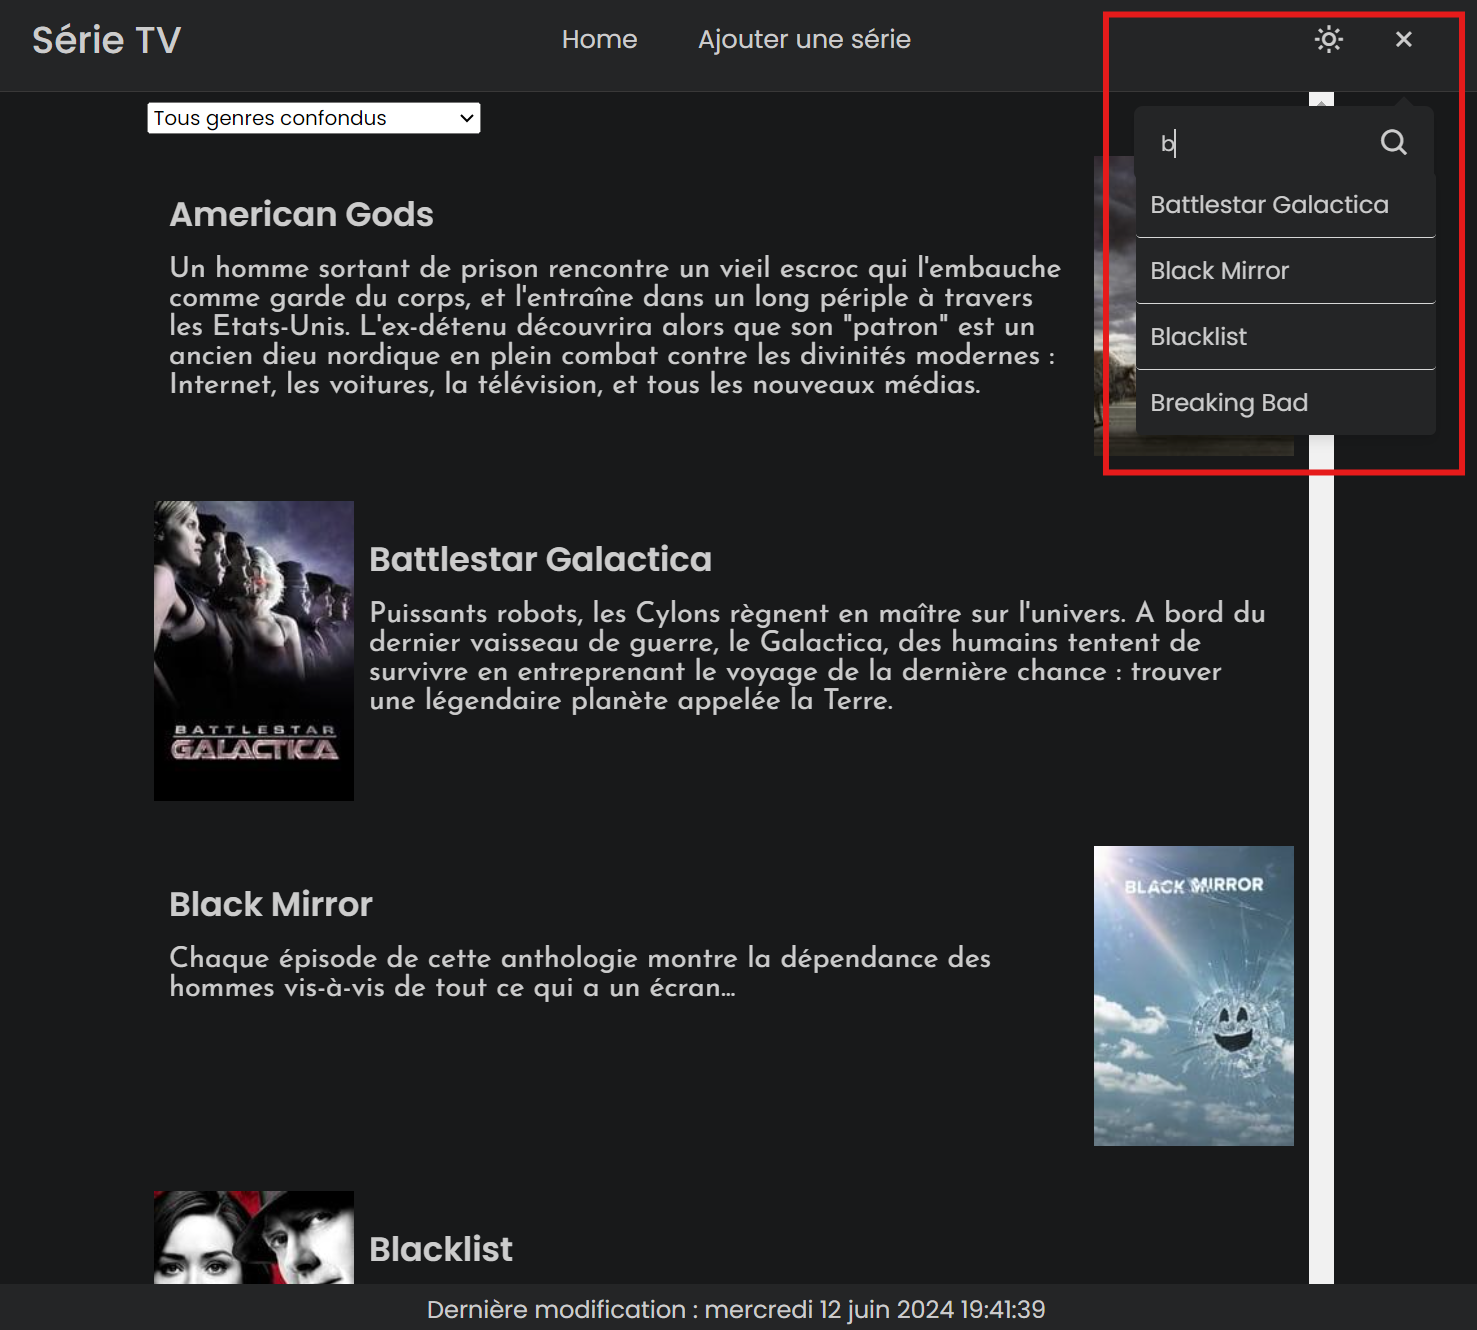 Série TV
Home
Ajouter une série
Tous genres confondus
b
Battlestar Galactica
Black Mirror
Blacklist
Breaking Bad
American Gods
Un homme sortant de prison rencontre un vieil escroc qui l'embauche
comme garde du corps, et l'entraîne dans un long périple à travers
les Etats-Unis. L'ex-détenu découvrira alors que son "patron" est un
ancien dieu nordique en plein combat contre les divinités modernes :
Internet, les voitures, la télévision, et tous les nouveaux médias.
BATTLESTAR
GALACTICA
Battlestar Galactica
Puissants robots, les Cylons règnent en maître sur l'univers. A bord du
dernier vaisseau de guerre, le Galactica, des humains tentent de
survivre en entreprenant le voyage de la dernière chance : trouver
une légendaire planète appelée la Terre.
Black Mirror
Chaque épisode de cette anthologie montre la dépendance des
hommes vis-à-vis de tout ce qui a un écran...
BLACK MIRROR
Blacklist
Dernière modification : mercredi 12 juin 2024 19:41:39